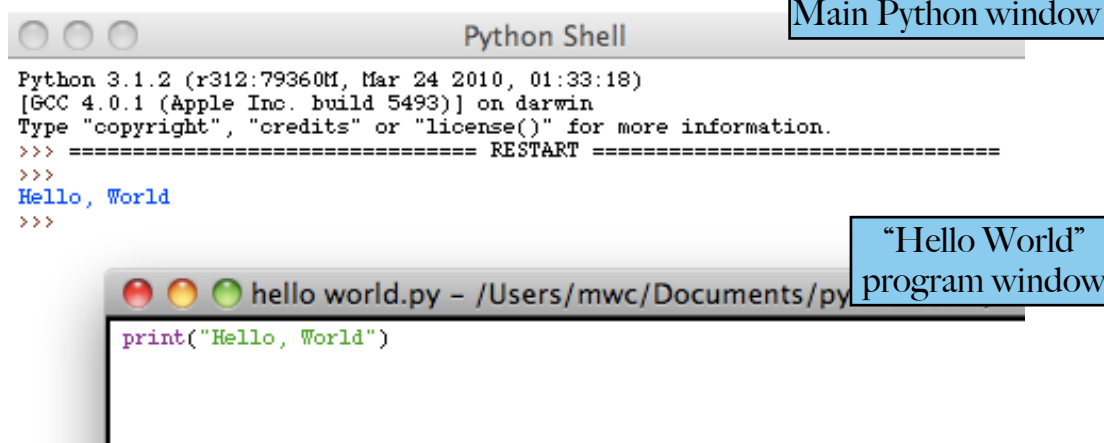 Main Python window
Python Shell
Python 3.1.2 (r312:79360M, Mar 24 2010, 01:33:18)
[GCC 4.0.1 (Apple Inc. build 5493)] on darwin
Type "copyright", "credits" or "license()" for more information.
>>> ================================ RESTART ================================
>>>
Hello, World
>>>
“Hello World”
program window
hello world.py – /Users/mwc/Documents/py
print("Hello, World")